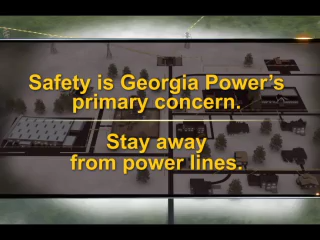 Safety is Georgia Power's
primary concern.
Stay away
from power lines.